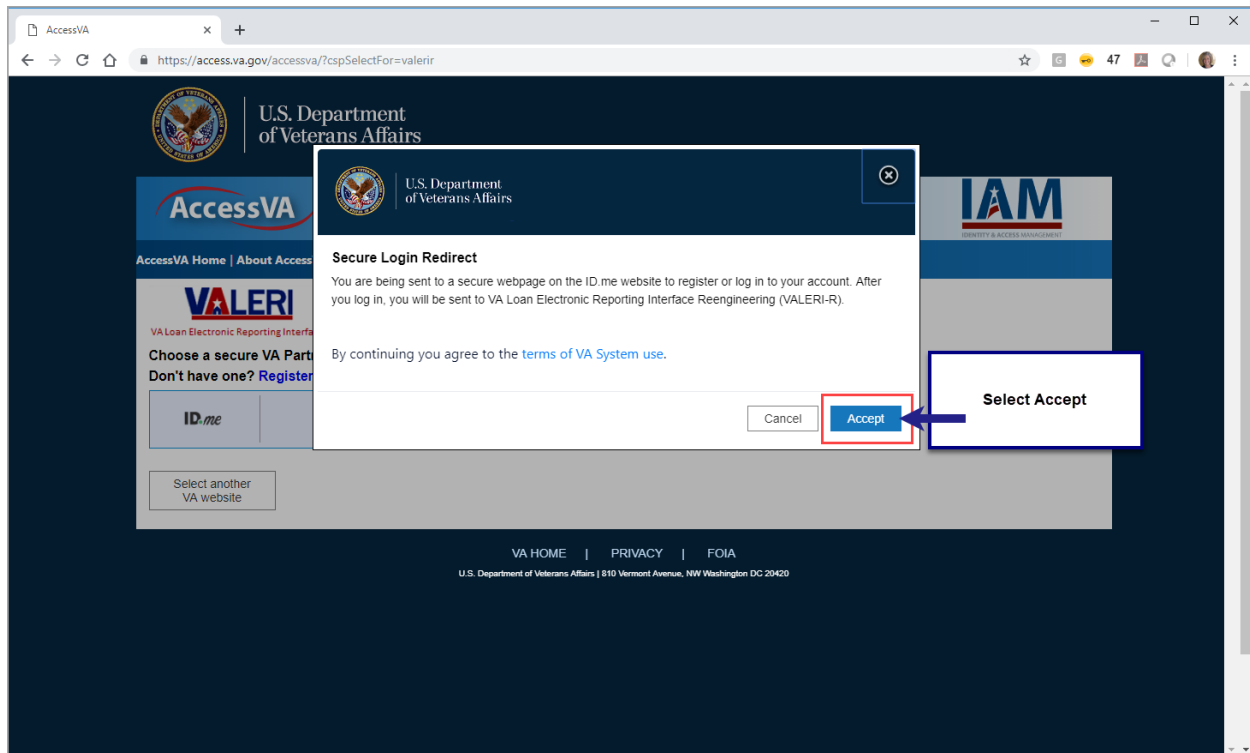 AccessVA
https://access.va.gov/accessva/?cspSelectFor=valerir
47
U.S. Department
of Veterans Affairs
U.S. Department
of Veterans Affairs
AccessVA
IAM
IDENTITY & ACCESS MANAGEMENT
AccessVA Home | About Access
VALERI
VA Loan Electronic Reporting Interfa
Choose a secure VA Part
Don't have one? Register
ID.me
Secure Login Redirect
You are being sent to a secure webpage on the ID.me website to register or log in to your account. After
you log in, you will be sent to VA Loan Electronic Reporting Interface Reengineering (VALERI-R).
By continuing you agree to the terms of VA System use.
Cancel
Accept
Select Accept
Select another
VA website
VA HOME | PRIVACY | FOIA
U.S. Department of Veterans Affairs | 810 Vermont Avenue, NW Washington DC 20420